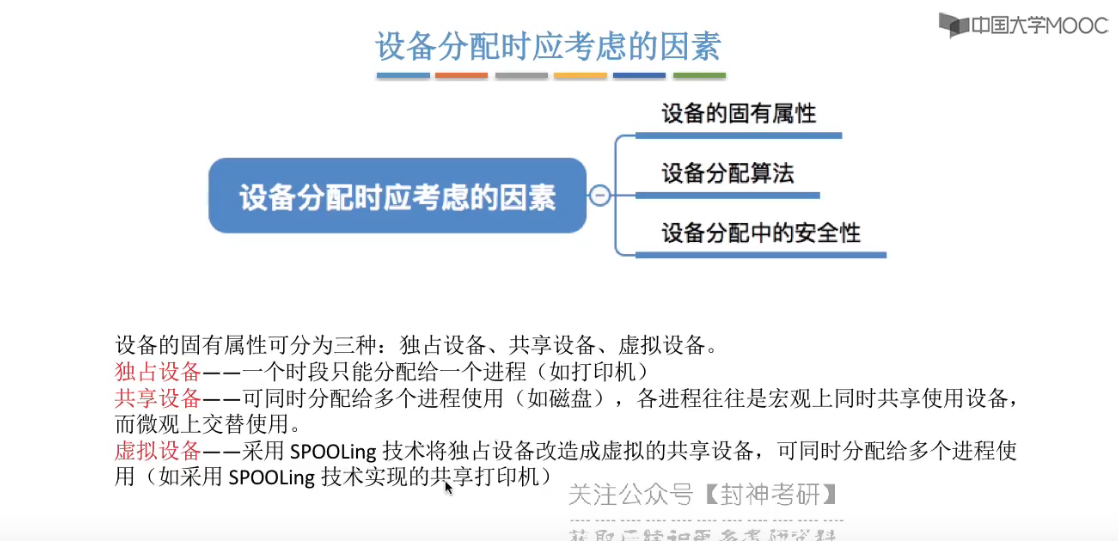 中国大学MOOC
设备分配时应考虑的因素
设备的固有属性
设备分配时应考虑的因素
设备分配算法
设备分配中的安全性
设备的固有属性可分为三种：独占设备、共享设备、虚拟设备。
独占设备——一个时段只能分配给一个进程（如打印机）
共享设备——可同时分配给多个进程使用（如磁盘），各进程往往是宏观上同时共享使用设备，
而微观上交替使用。
虚拟设备——采用 SPOOLing 技术将独占设备改造成虚拟的共享设备，可同时分配给多个进程使
用（如采用 SPOOLing 技术实现的共享打印机）
关注公众号【封神考研】